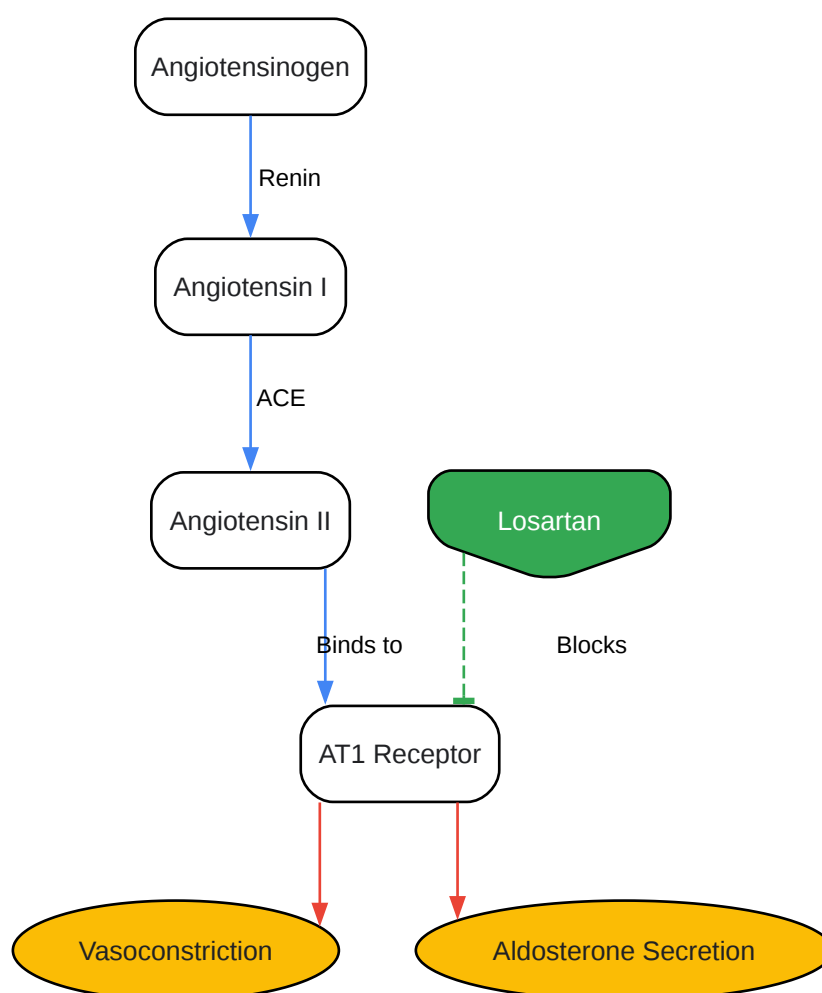 Angiotensinogen
Renin
Angiotensin I
ACE
Angiotensin II
Losartan
Binds to
Blocks
AT1 Receptor
Vasoconstriction
Aldosterone Secretion